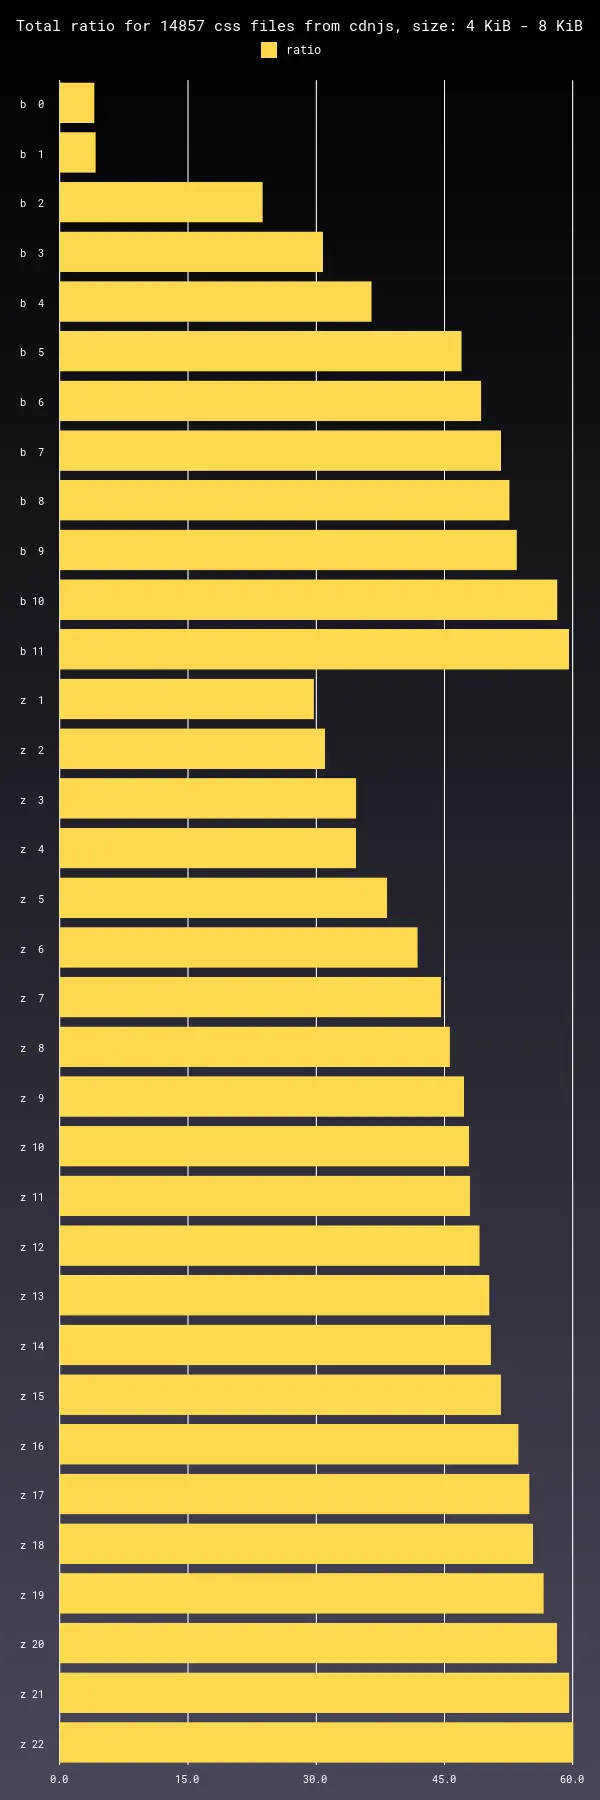 Total ratio for 14857 css files from cdnjs, size: 4 KiB - 8 KiB
ratio
b 0
b 1
b 2
b 3
b 4
b 5
b 6
b 7
b 8
b 9
b 10
b 11
z 1
z 2
z 3
z 4
z 5
z 6
z 7
z 8
z 9
z 10
z 11
z 12
z 13
z 14
z 15
z 16
z 17
z 18
z 19
z 20
z 21
z 22
0.0 15.0 30.0 45.0 60.0